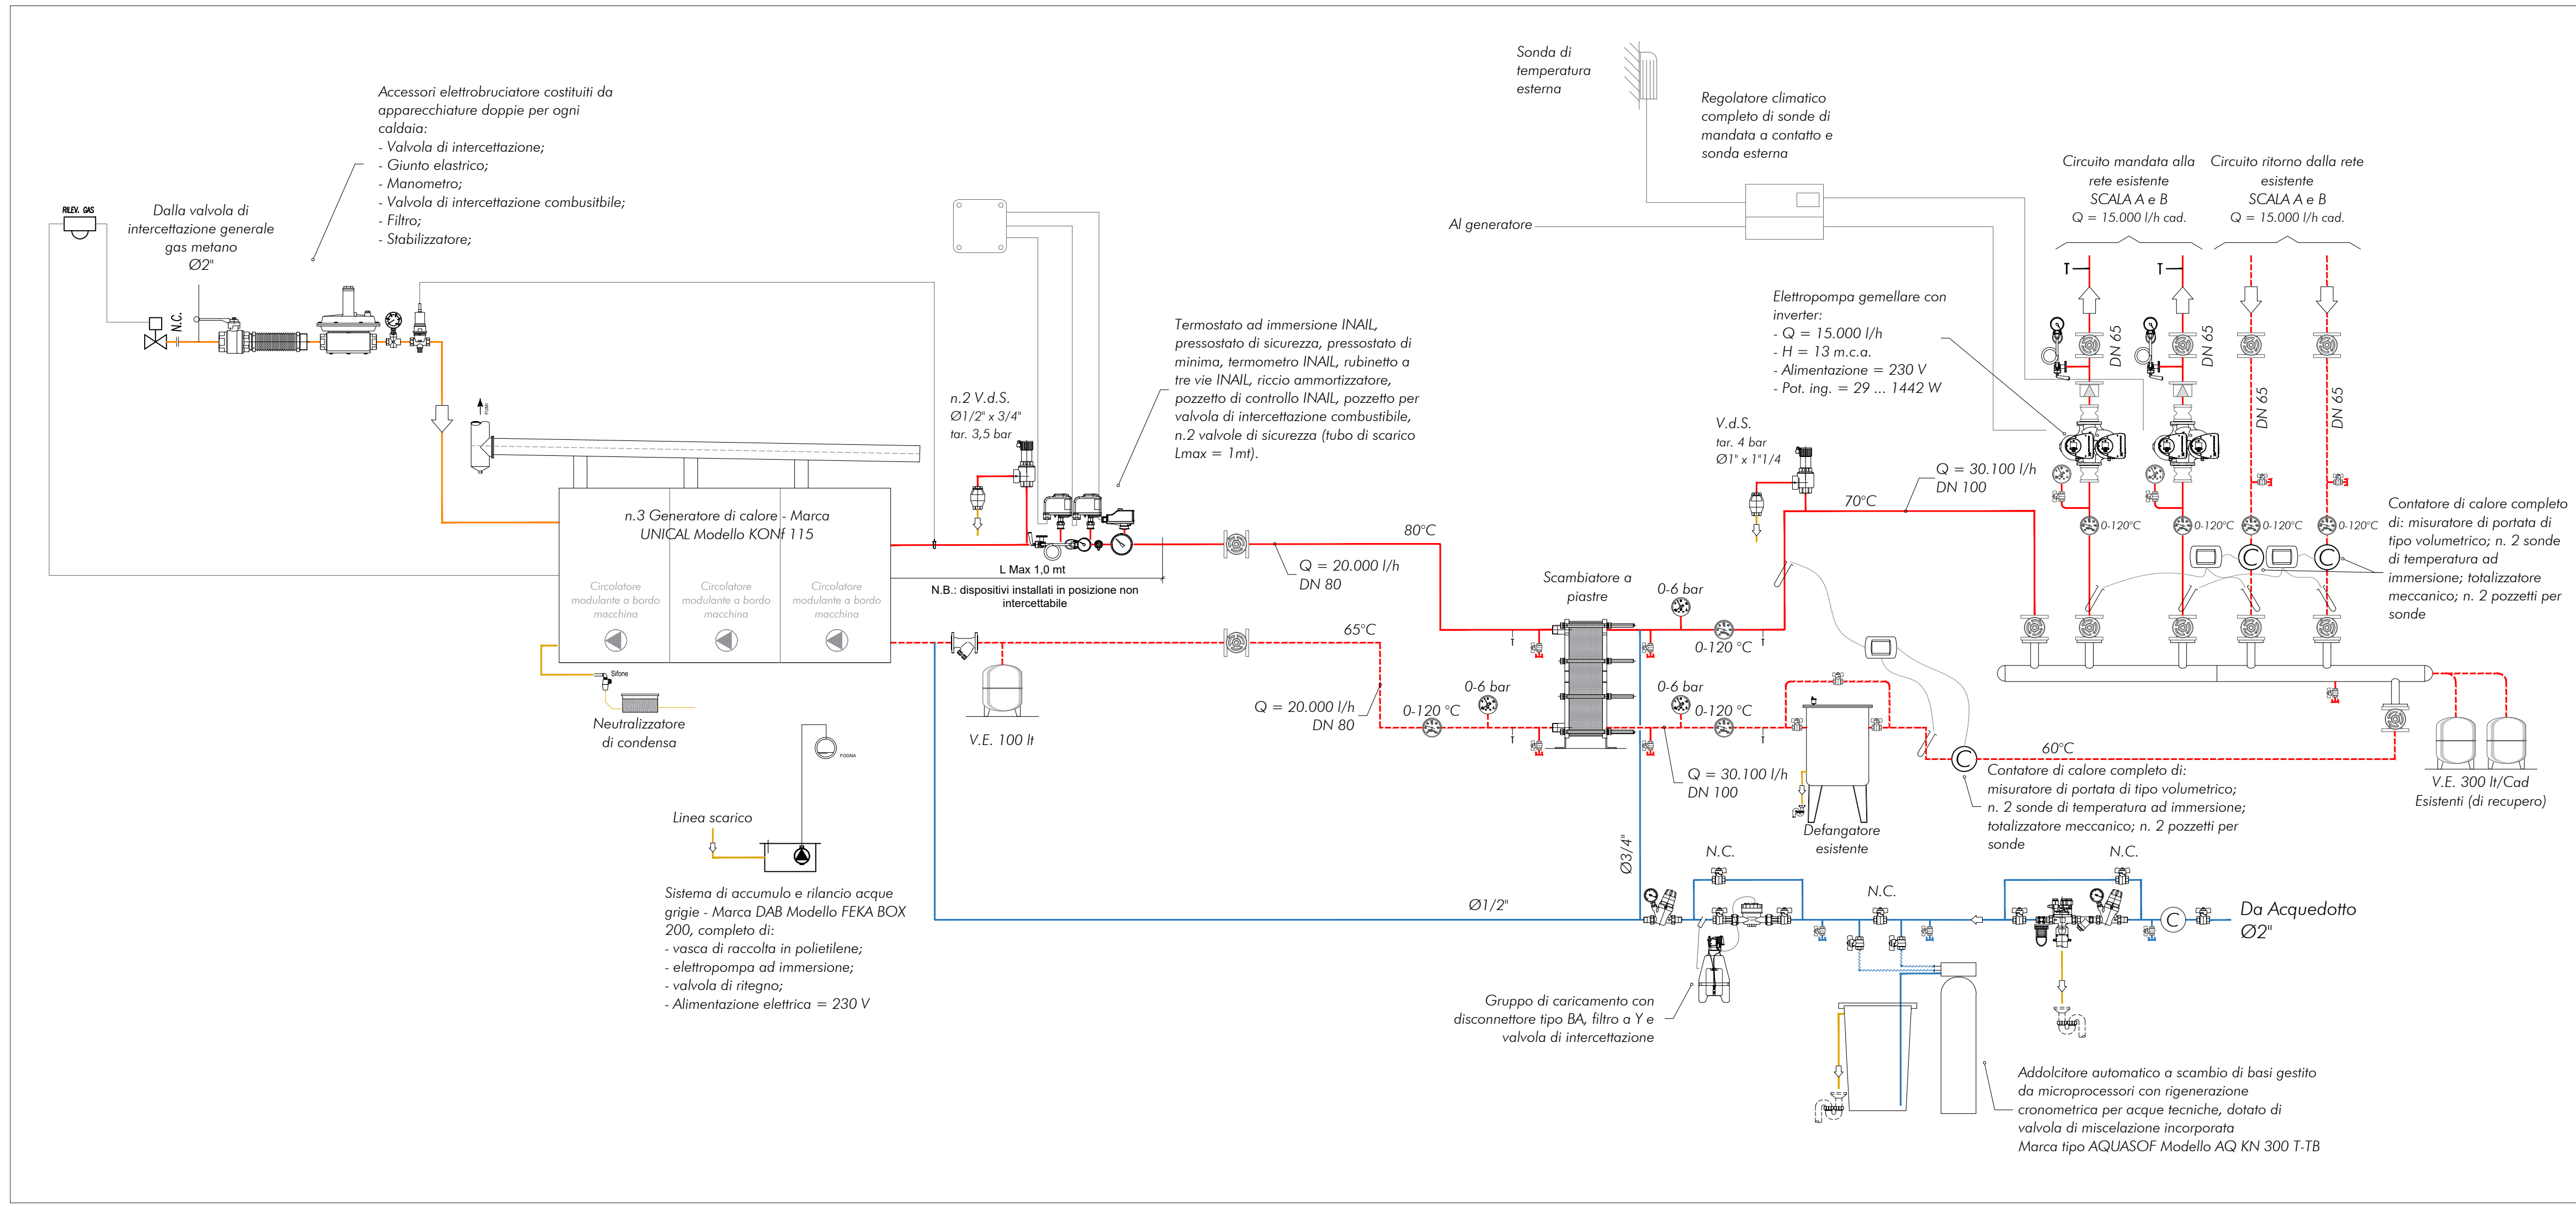 Sonda di
temperatura
esterna
Accessori elettrobruciatore costituiti da
apparecchiature doppie per ogni
caldaia:
- Valvola di intercettazione;
- Giunto elastrico;
- Manometro;
- Valvola di intercettazione combusitbile;
- Filtro;
- Stabilizzatore;
Regolatore climatico
completo di sonde di
mandata a contatto e
sonda esterna
Circuito mandata alla
rete esistente
SCALA A e B
Q = 15.000 l/h cad.
Circuito ritorno dalla rete
esistente
SCALA A e B
Q = 15.000 l/h cad.
RILEV. GAS
Dalla valvola di
intercettazione generale
gas metano
Ø2"
N.C.
Al generatore
T
T
Elettropompa gemellare con
inverter:
- Q = 15.000 l/h
- H = 13 m.c.a.
- Alimentazione = 230 V
- Pot. ing. = 29 ... 1442 W
DN 65
DN 65
DN 65
DN 65
Termostato ad immersione INAIL,
pressostato di sicurezza, pressostato di
minima, termometro INAIL, rubinetto a
tre vie INAIL, riccio ammortizzatore,
pozzetto di controllo INAIL, pozzetto per
valvola di intercettazione combustibile,
n.2 valvole di sicurezza (tubo di scarico
Lmax = 1mt).
n.2 V.d.S.
Ø1/2" x 3/4"
tar. 3,5 bar
FUMI
V.d.S.
tar. 4 bar
Ø1" x 1"1/4
Q = 30.100 l/h
DN 100
70°C
0-120°C
0-120°C
0-120°C
0-120°C
Contatore di calore completo
di: misuratore di portata di
tipo volumetrico; n. 2 sonde
di temperatura ad
immersione; totalizzatore
meccanico; n. 2 pozzetti per
sonde
C
C
n.3 Generatore di calore - Marca
UNICAL Modello KONf 115
Circolatore
modulante a bordo
macchina
Circolatore
modulante a bordo
macchina
Circolatore
modulante a bordo
macchina
L Max 1,0 mt
N.B.: dispositivi installati in posizione non
intercettabile
80°C
Q = 20.000 l/h
DN 80
Scambiatore a
piastre
0-6 bar
0-120 °C
65°C
Q = 20.000 l/h
DN 80
0-120 °C
0-6 bar
0-6 bar
0-120 °C
T
T
T
T
Sifone
Neutralizzatore
di condensa
V.E. 100 lt
FOGNA
Q = 30.100 l/h
DN 100
C
60°C
Contatore di calore completo di:
misuratore di portata di tipo volumetrico;
n. 2 sonde di temperatura ad immersione;
totalizzatore meccanico; n. 2 pozzetti per
sonde
V.E. 300 lt/Cad
Esistenti (di recupero)
Defangatore
esistente
Linea scarico
Sistema di accumulo e rilancio acque
grigie - Marca DAB Modello FEKA BOX
200, completo di:
- vasca di raccolta in polietilene;
- elettropompa ad immersione;
- valvola di ritegno;
- Alimentazione elettrica = 230 V
Ø3/4"
Ø1/2"
N.C.
N.C.
N.C.
C
Da Acquedotto
Ø2"
Gruppo di caricamento con
disconnettore tipo BA, filtro a Y e
valvola di intercettazione
Addolcitore automatico a scambio di basi gestito
da microprocessori con rigenerazione
cronometrica per acque tecniche, dotato di
valvola di miscelazione incorporata
Marca tipo AQUASOF Modello AQ KN 300 T-TB